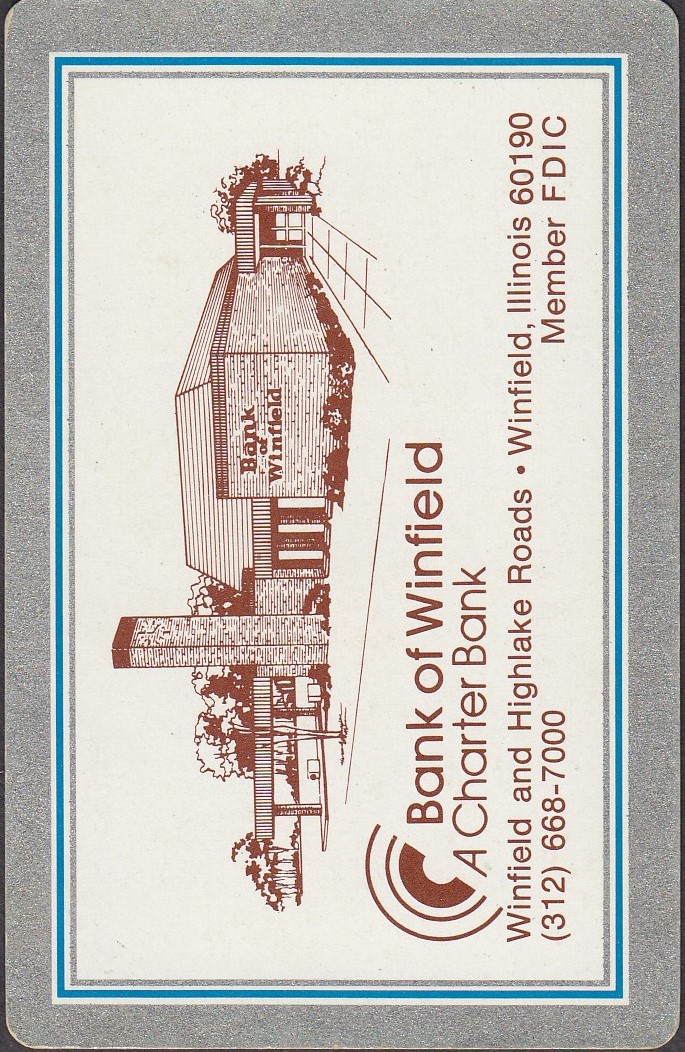 Bank
of
Winfield
Bank of Winfield
A Charter Bank
Winfield and Highlake Roads • Winfield, Illinois 60190
(312) 668-7000 Member FDIC